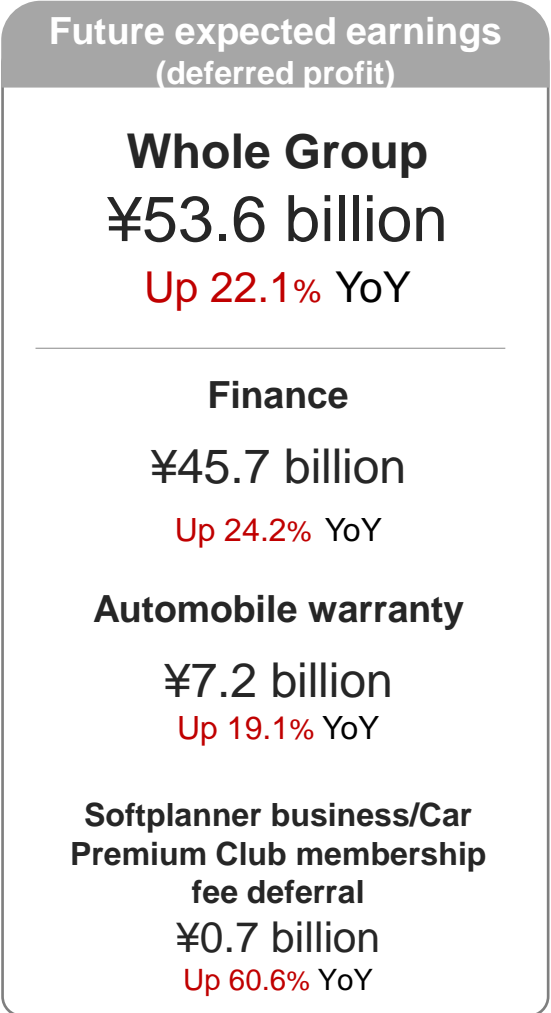 Future expected earnings
(deferred profit)
Whole Group
¥53.6 billion
Up 22.1% YoY
Finance
¥45.7 billion
Up 24.2% YoY
Automobile warranty
¥7.2 billion
Up 19.1% YoY
Softplanner business/Car
Premium Club membership
fee deferral
¥0.7 billion
Up 60.6% YoY